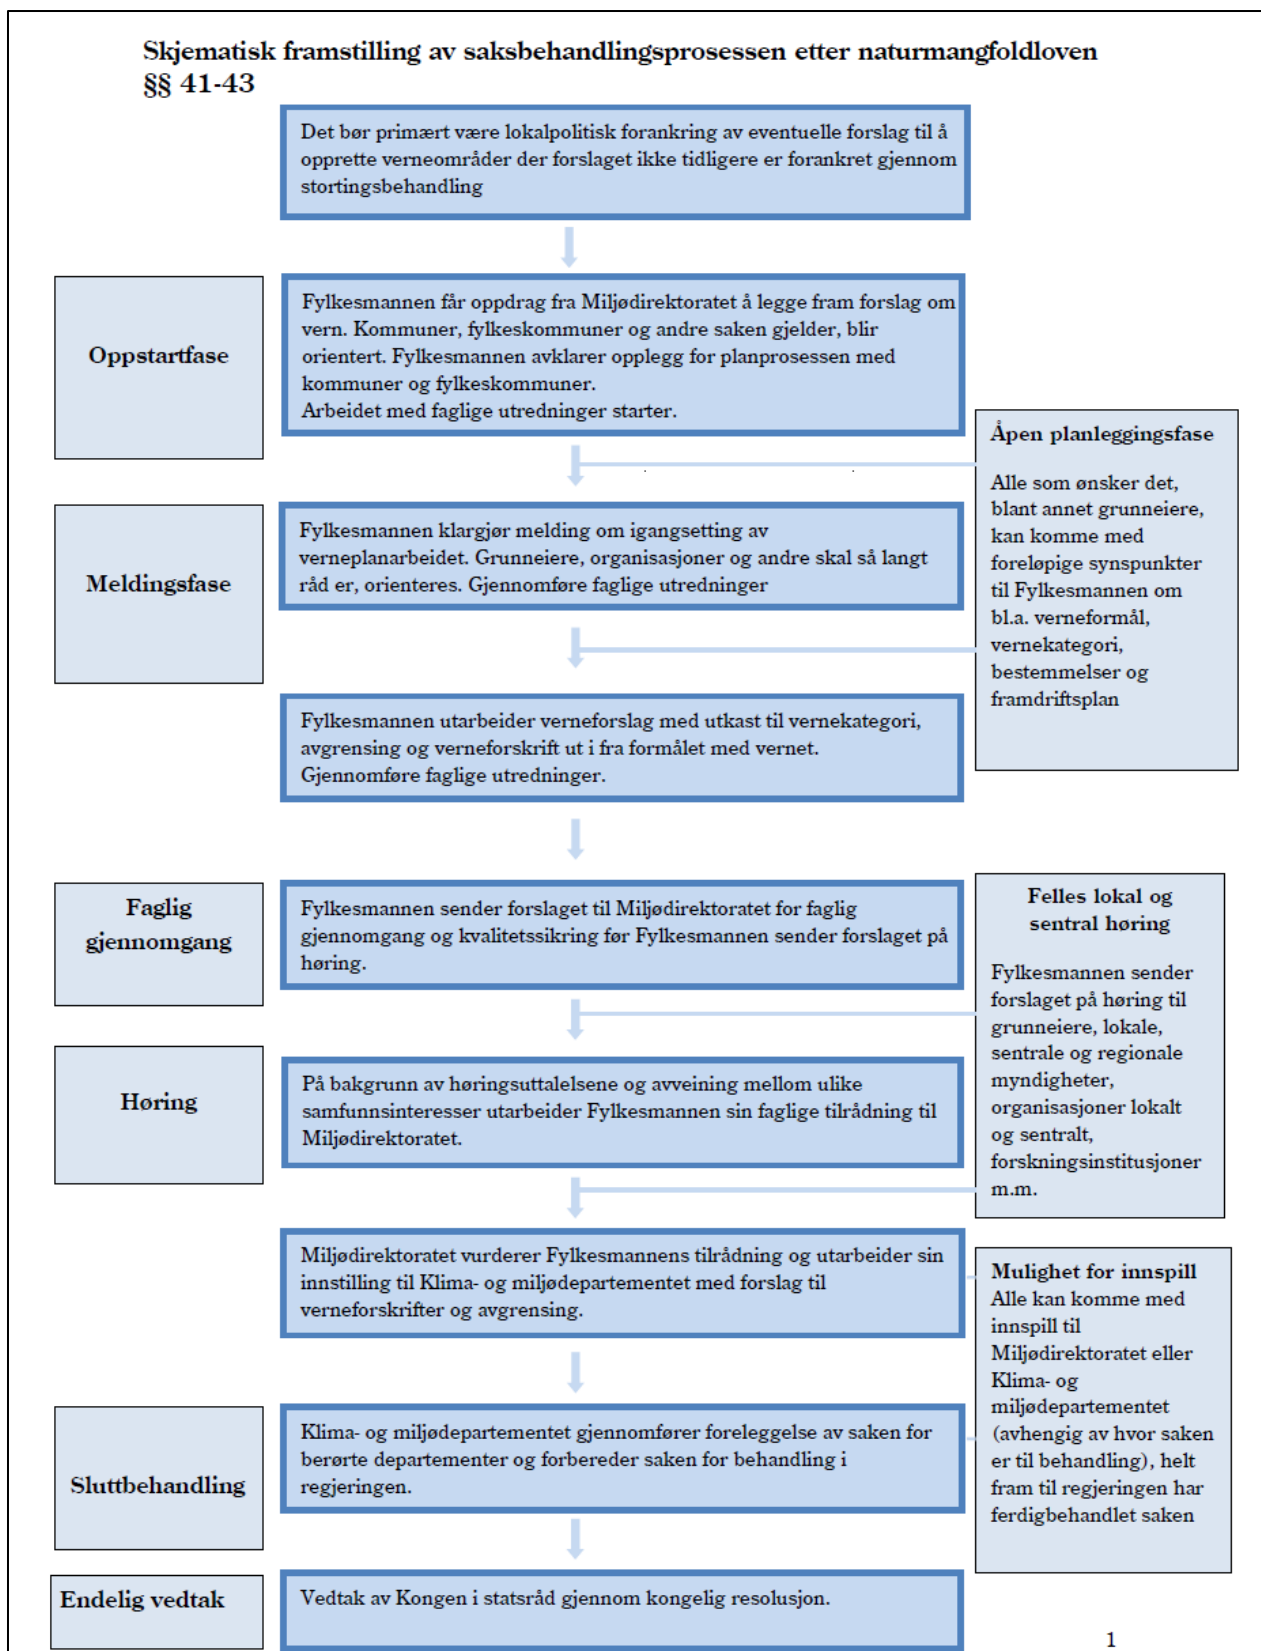 Skjematisk framstilling av saksbehandlingsprosessen etter naturmangfoldloven
§§ 41-43
Det bør primært være lokalpolitisk forankring av eventuelle forslag til å
opprette verneområder der forslaget ikke tidligere er forankret gjennom
stortingsbehandling
Oppstartfase
Fylkesmannen får oppdrag fra Miljødirektoratet å legge fram forslag om
vern. Kommuner, fylkeskommuner og andre saken gjelder, blir
orientert. Fylkesmannen avklarer opplegg for planprosessen med
kommuner og fylkeskommuner.
Arbeidet med faglige utredninger starter.
Åpen planleggingsfase
Alle som ønsker det,
blant annet grunneiere,
kan komme med
foreløpige synspunkter
til Fylkesmannen om
bl.a. verneformål,
vernekategori,
bestemmelser og
framdriftsplan
Meldingsfase
Fylkesmannen klargjør melding om igangsetting av
verneplanarbeidet. Grunneiere, organisasjoner og andre skal så langt
råd er, orienteres. Gjennomføre faglige utredninger
Fylkesmannen utarbeider verneforslag med utkast til vernekategori,
avgrensing og verneforskrift ut i fra formålet med vernet.
Gjennomføre faglige utredninger.
Faglig
gjennomgang
Fylkesmannen sender forslaget til Miljødirektoratet for faglig
gjennomgang og kvalitetssikring før Fylkesmannen sender forslaget på
høring.
Felles lokal og
sentral høring
Fylkesmannen sender
forslaget på høring til
grunneiere, lokale,
sentrale og regionale
myndigheter,
organisasjoner lokalt
og sentralt,
forskningsinstitusjoner
m.m.
Høring
På bakgrunn av høringsuttalelsene og avveining mellom ulike
samfunnsinteresser utarbeider Fylkesmannen sin faglige tilrådning til
Miljødirektoratet.
Miljødirektoratet vurderer Fylkesmannens tilrådning og utarbeider sin
innstilling til Klima- og miljødepartementet med forslag til
verneforskrifter og avgrensing.
Mulighet for innspill
Alle kan komme med
innspill til
Miljødirektoratet eller
Klima- og
miljødepartementet
(avhengig av hvor saken
er til behandling), helt
fram til regjeringen har
ferdigbehandlet saken
Sluttbehandling
Klima- og miljødepartementet gjennomfører foreleggelse av saken for
berørte departementer og forbereder saken for behandling i
regjeringen.
Endelig vedtak
Vedtak av Kongen i statsråd gjennom kongelig resolusjon.
1